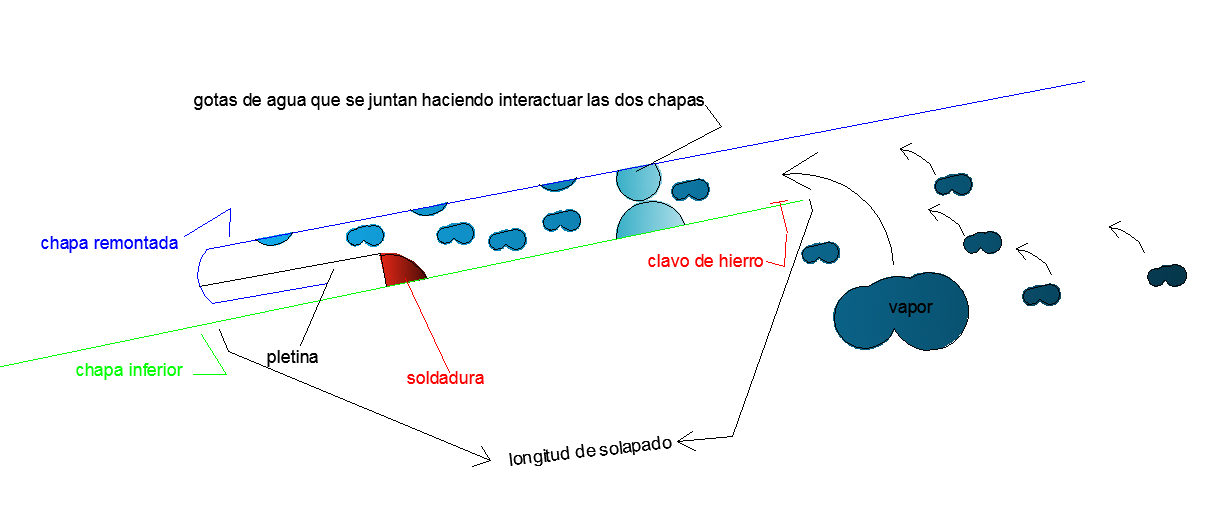 gotas de agua que se juntan haciendo interactuar las dos chapas
chapa remontada
clavo de hierro
vapor
pletina
chapa inferior
soldadura
longitud de solapado